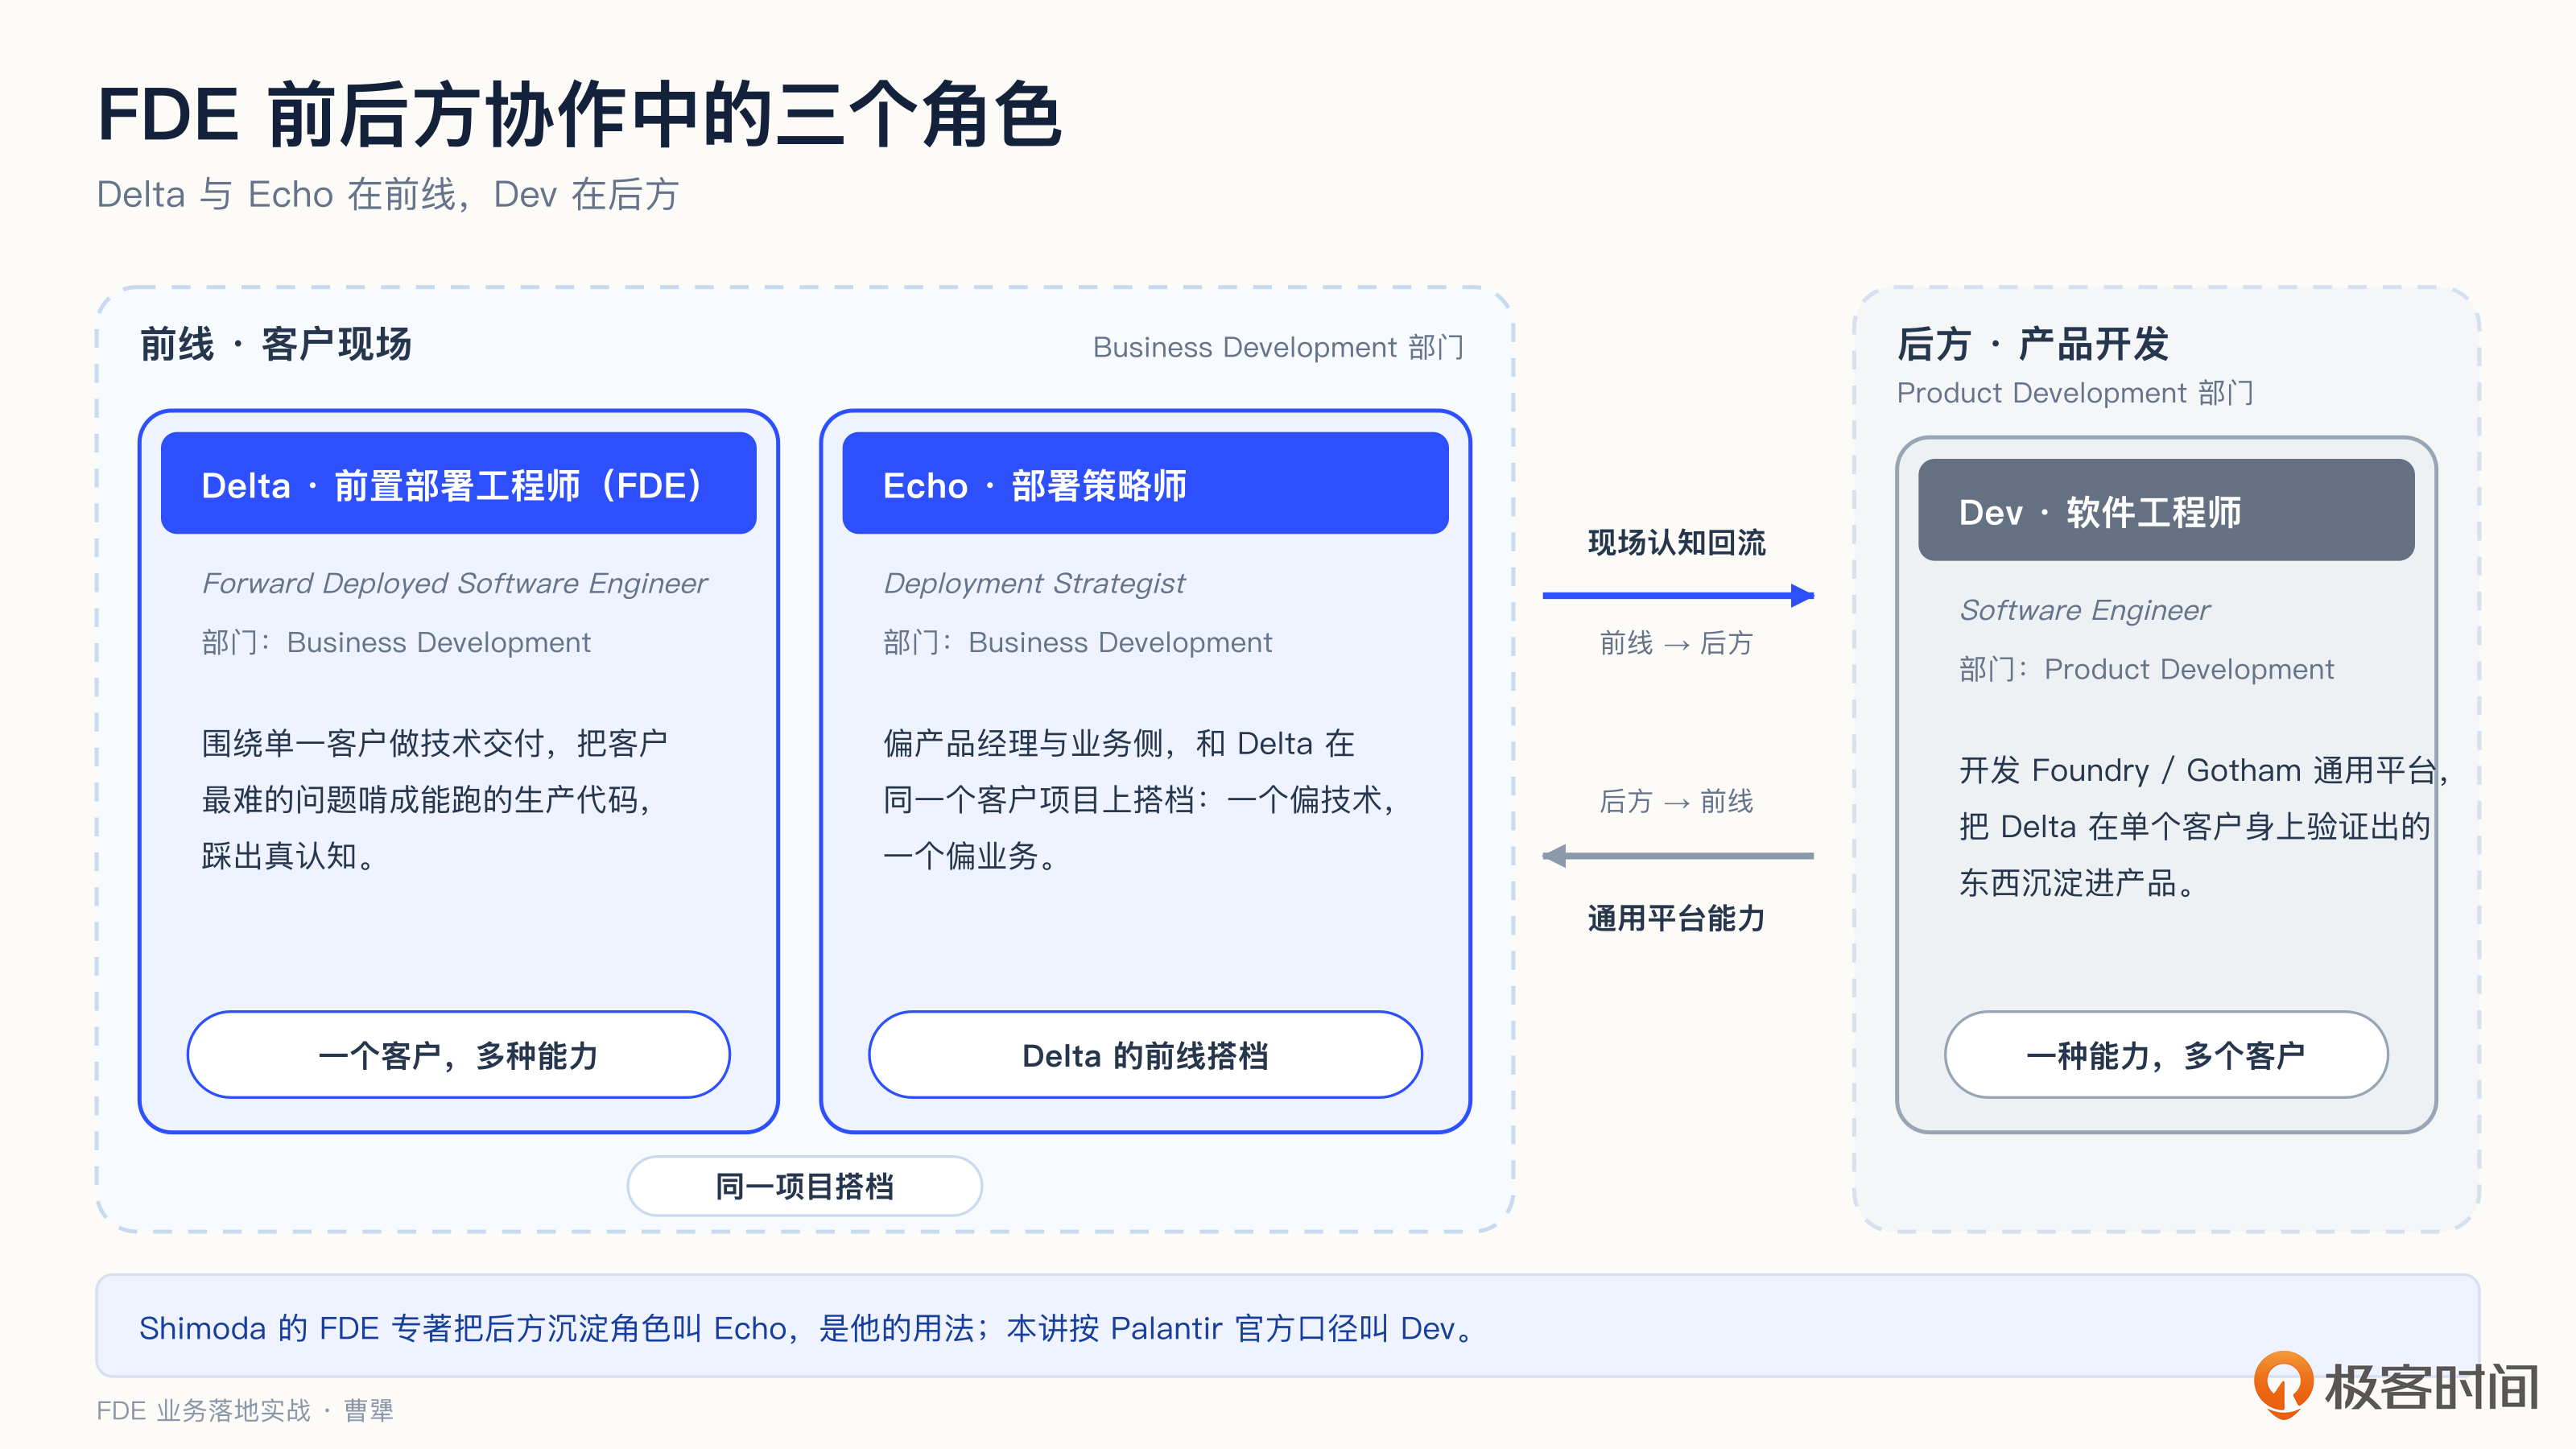 FDE 前后方协作中的三个角色
Delta 与 Echo 在前线，Dev 在后方
前线 · 客户现场
Business Development 部门
Delta · 前置部署工程师（FDE）
Forward Deployed Software Engineer
部门：Business Development
围绕单一客户做技术交付，把客户
最难的问题啃成能跑的生产代码，
踩出真认知。
一个客户，多种能力
Echo · 部署策略师
Deployment Strategist
部门：Business Development
偏产品经理与业务侧，和 Delta 在
同一个客户项目上搭档：一个偏技术，
一个偏业务。
Delta 的前线搭档
同一项目搭档
现场认知回流
前线 → 后方
后方 → 前线
通用平台能力
后方 · 产品开发
Product Development 部门
Dev · 软件工程师
Software Engineer
部门：Product Development
开发 Foundry / Gotham 通用平台，
把 Delta 在单个客户身上验证出的
东西沉淀进产品。
一种能力，多个客户
Shimoda 的 FDE 专著把后方沉淀角色叫 Echo，是他的用法；本讲按 Palantir 官方口径叫 Dev。
FDE 业务落地实战 · 曹犟
极客时间